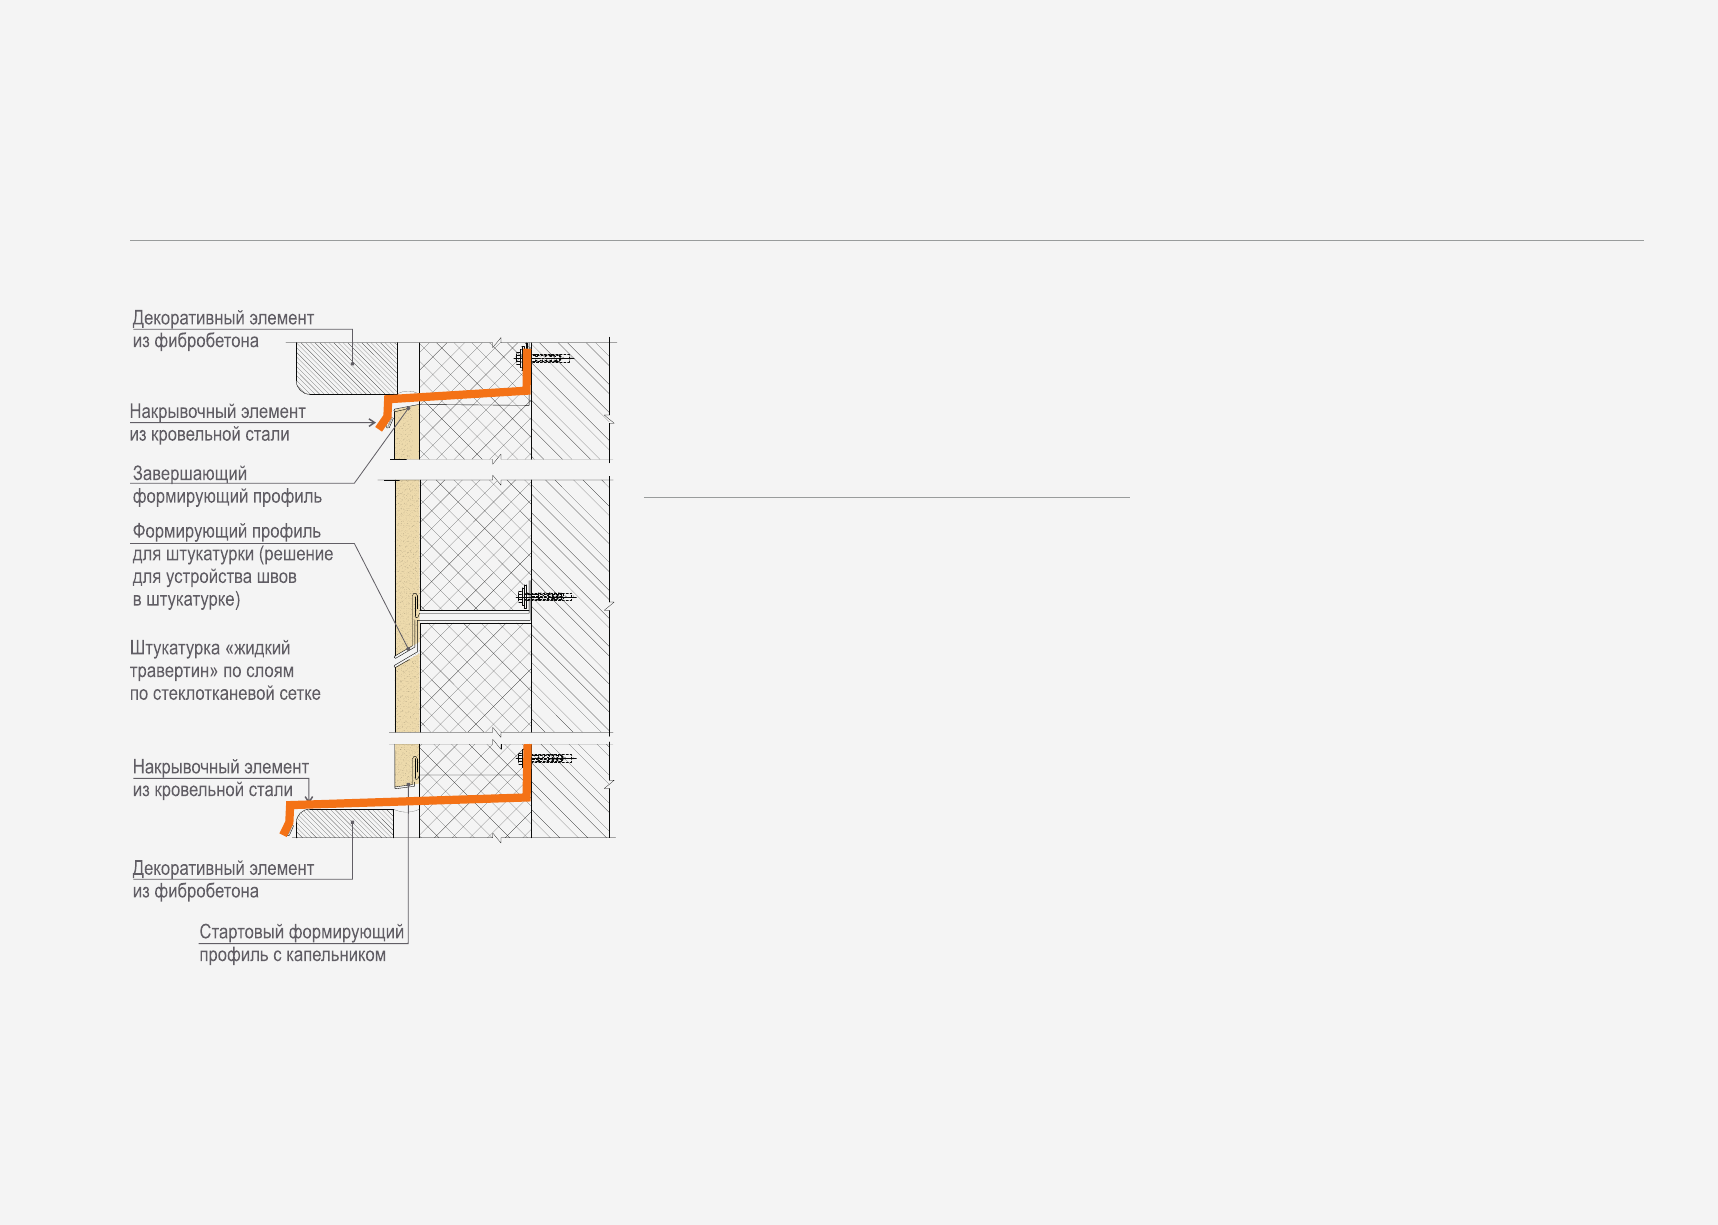 Декоративный элемент
из фибробетона
Накрывочный элемент
из кровельной стали
Завершающий
формирующий профиль
Формирующий профиль
для штукатурки (решение
для устройства швов
в штукатурке)
Штукатурка «жидкий
травертин» по слоям
по стеклотканевой сетке
Накрывочный элемент
из кровельной стали
Декоративный элемент
из фибробетона
Стартовый формирующий
профиль с капельником